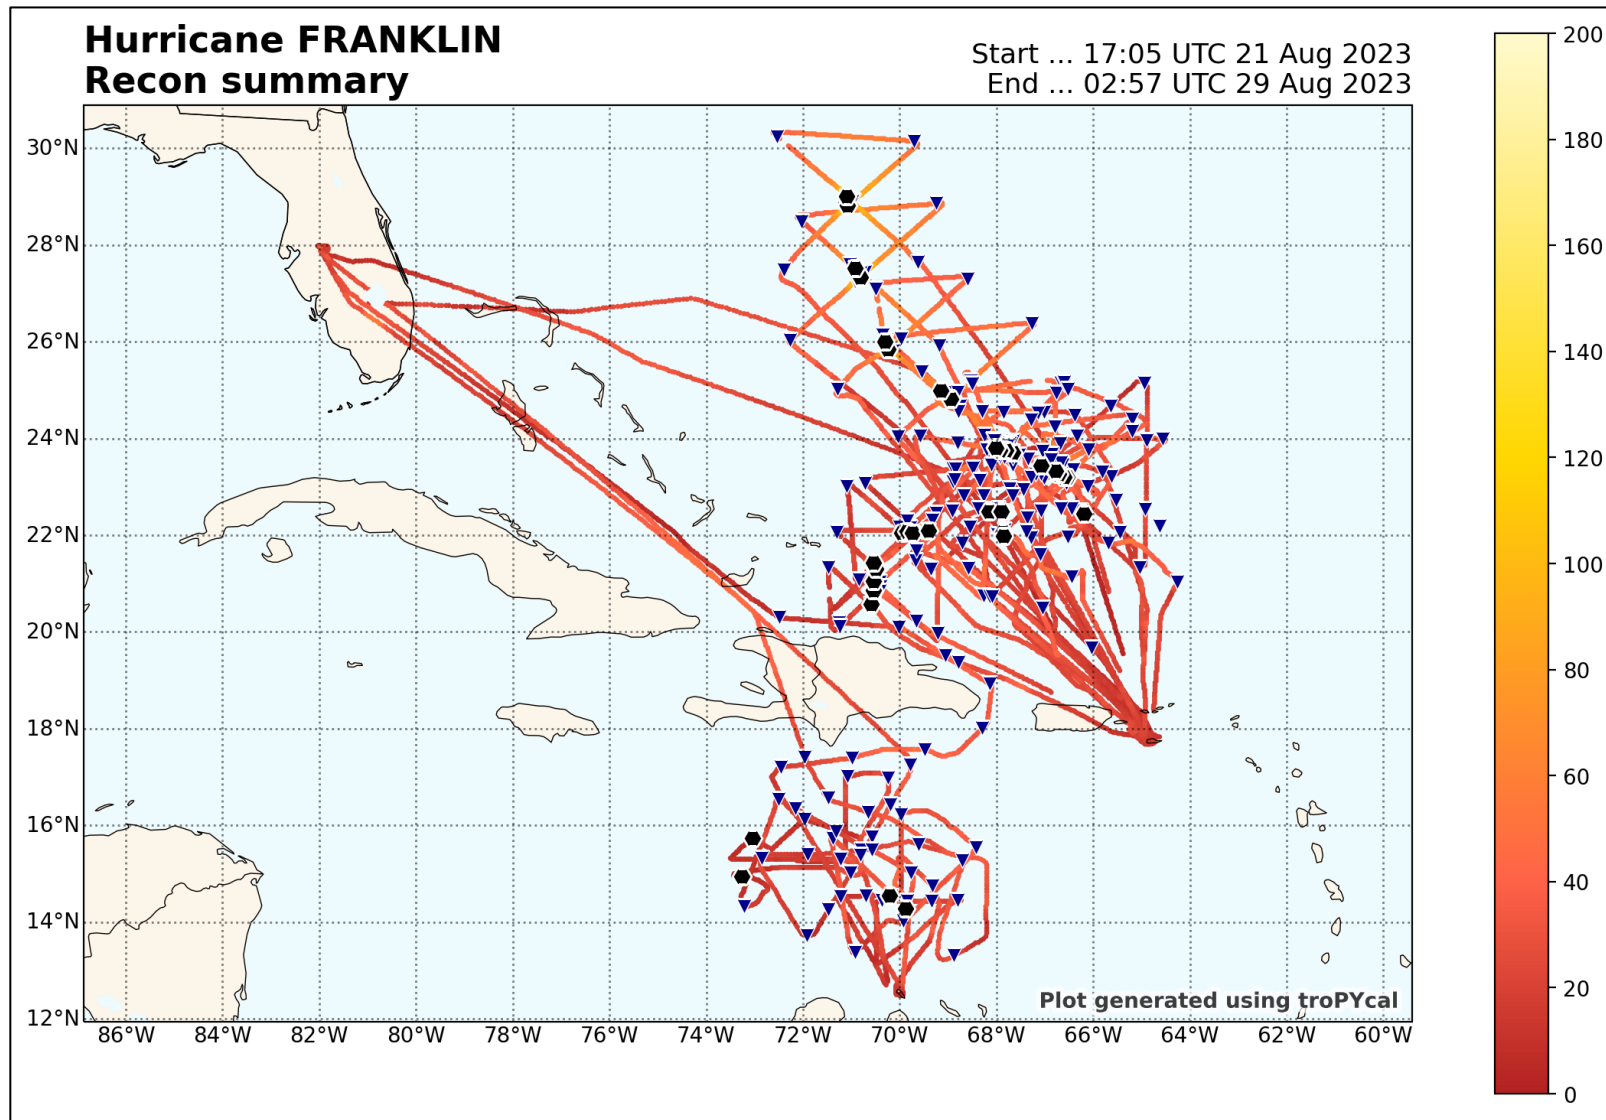 Hurricane FRANKLIN
Recon summary
Start ... 17:05 UTC 21 Aug 2023
End ... 02:57 UTC 29 Aug 2023
200
180
160
140
120
100
80
60
40
20
0
30°N
28°N
26°N
24°N
22°N
20°N
18°N
16°N
14°N
12°N
Plot generated using troPYcal
86°W 84°W 82°W 80°W 78°W 76°W 74°W 72°W 70°W 68°W 66°W 64°W 62°W 60°W